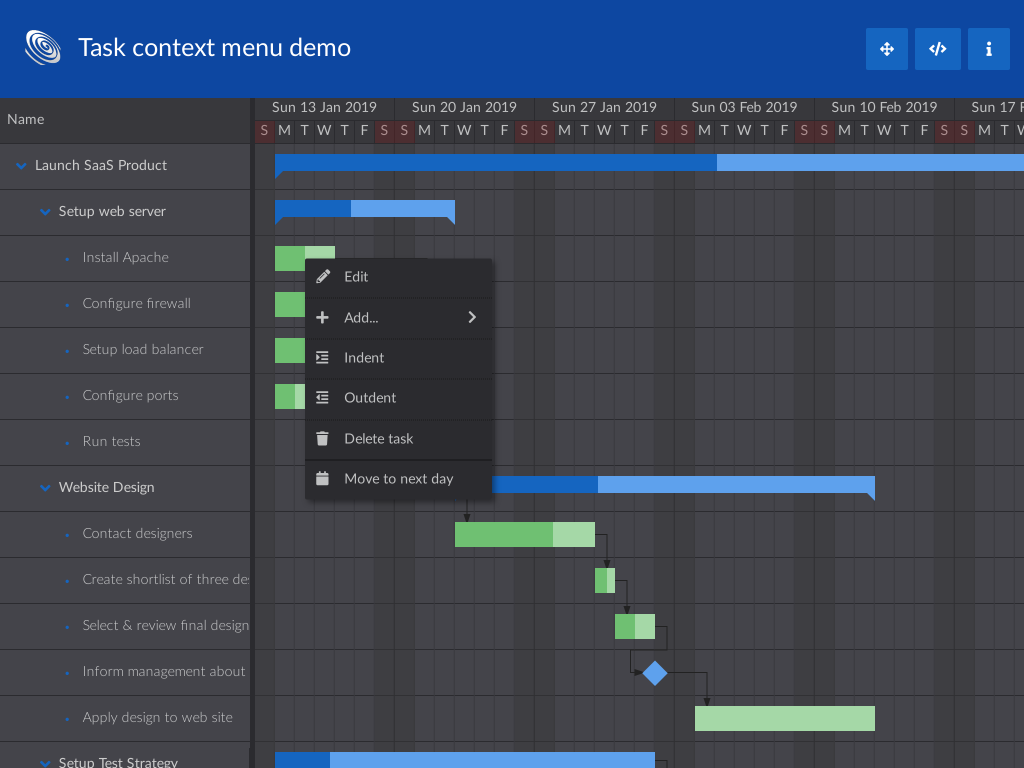 Task context menu demo
Name
Sun 13 Jan 2019 Sun 20 Jan 2019 Sun 27 Jan 2019 Sun 03 Feb 2019 Sun 10 Feb 2019 Sun 17 F
S M T W T F S S M T W T F S S M T W T F S S M T W T F S S M T W T F S S M T W
Launch SaaS Product
Setup web server
Install Apache
Configure firewall
Setup load balancer
Configure ports
Run tests
Website Design
Contact designers
Create shortlist of three des
Select & review final design
Inform management about
Apply design to web site
Setup Test Strategy
Edit
Add...
Indent
Outdent
Delete task
Move to next day